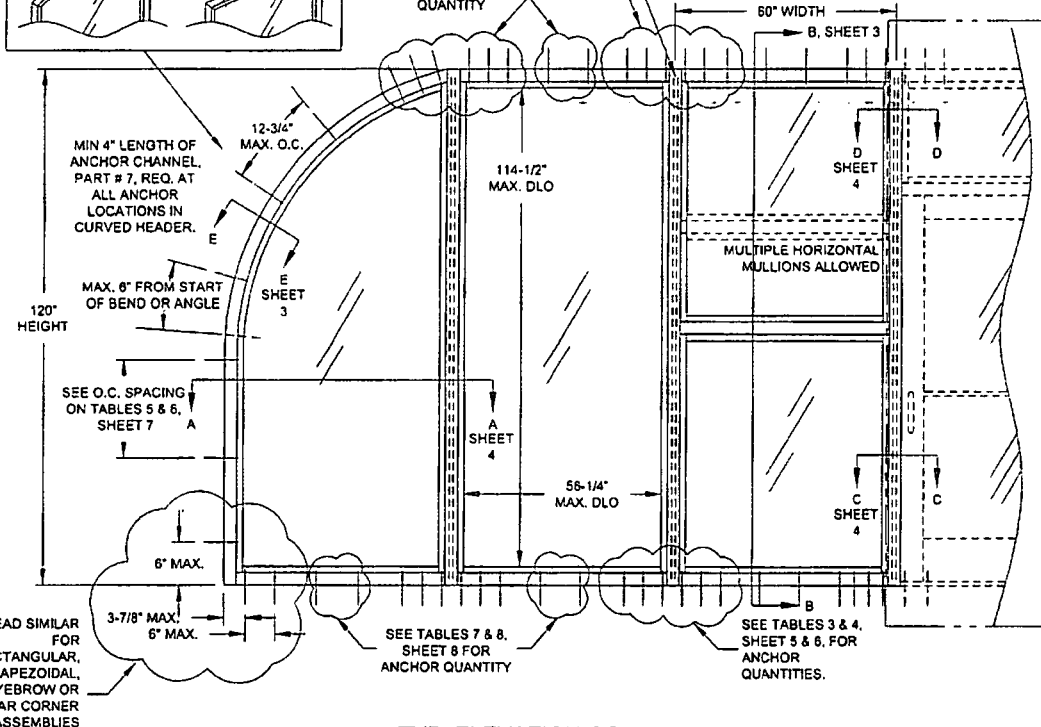 QUANTITY
60" WIDTH
B, SHEET 3
12-3/4"
MAX. O.C.
MIN 4" LENGTH OF
ANCHOR CHANNEL,
PART # 7, REQ. AT
ALL ANCHOR
LOCATIONS IN
CURVED HEADER.
114-1/2"
MAX. DLO
D
SHEET
4
D
E
E
SHEET
3
MULTIPLE HORIZONTAL
MULLIONS ALLOWED
MAX. 6" FROM START
OF BEND OR ANGLE
120"
HEIGHT
SEE O.C. SPACING
ON TABLES 5 & 6,
SHEET 7
A
A
SHEET
4
56-1/4"
MAX. DLO
C
SHEET
4
C
6" MAX.
3-7/8" MAX.
6" MAX.
SEE TABLES 7 & 8,
SHEET 8 FOR
ANCHOR QUANTITY
B
SEE TABLES 3 & 4,
SHEET 5 & 6, FOR
ANCHOR
QUANTITIES.
EAD SIMILAR
FOR
CTANGULAR,
APEZOIDAL,
YEBROW OR
AR CORNER
ASSEMBLIES